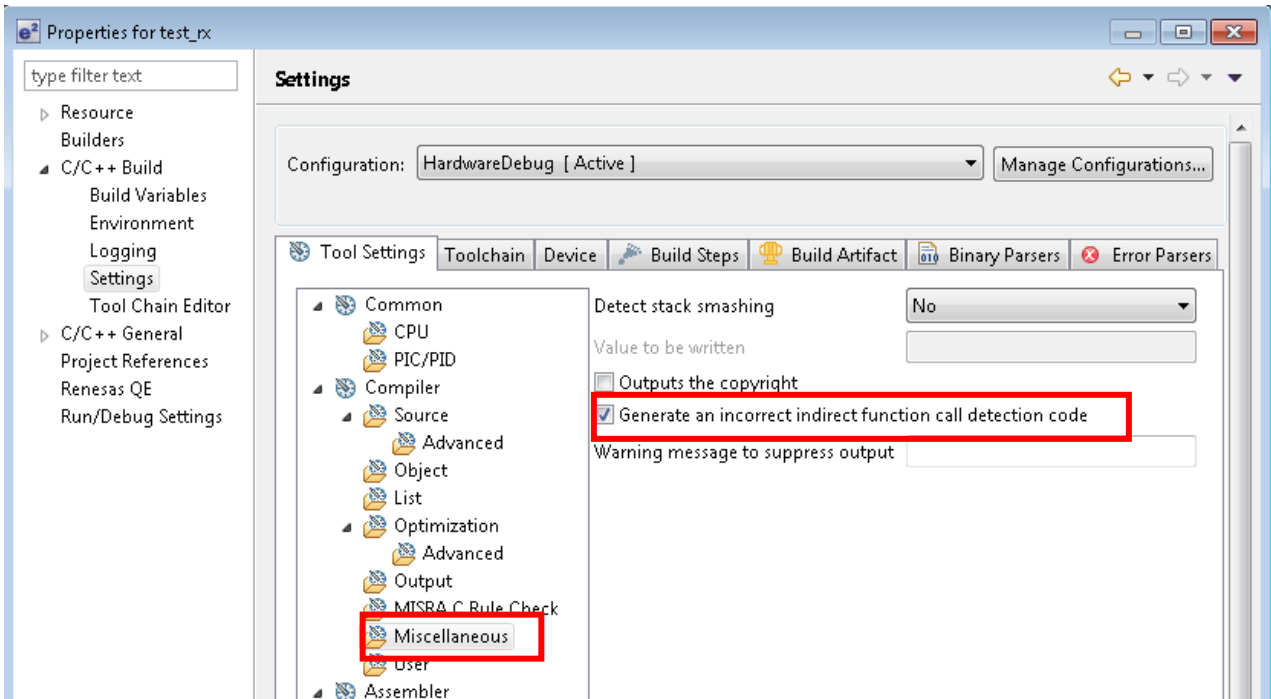 e² Properties for test_rx
type filter text
Resource
Builders
C/C++ Build
Build Variables
Environment
Logging
Settings
Tool Chain Editor
C/C++ General
Project References
Renesas QE
Run/Debug Settings
Settings
Configuration: HardwareDebug [ Active ] Manage Configurations...
Tool Settings Toolchain Device Build Steps Build Artifact 010 Binary Parsers Error Parsers
Common
CPU
PIC/PID
Compiler
Source
Advanced
Object
List
Optimization
Advanced
Output
MISRA C Rule Check
Miscellaneous
User
Assembler
Detect stack smashing No
Value to be written
Outputs the copyright
Generate an incorrect indirect function call detection code
Warning message to suppress output